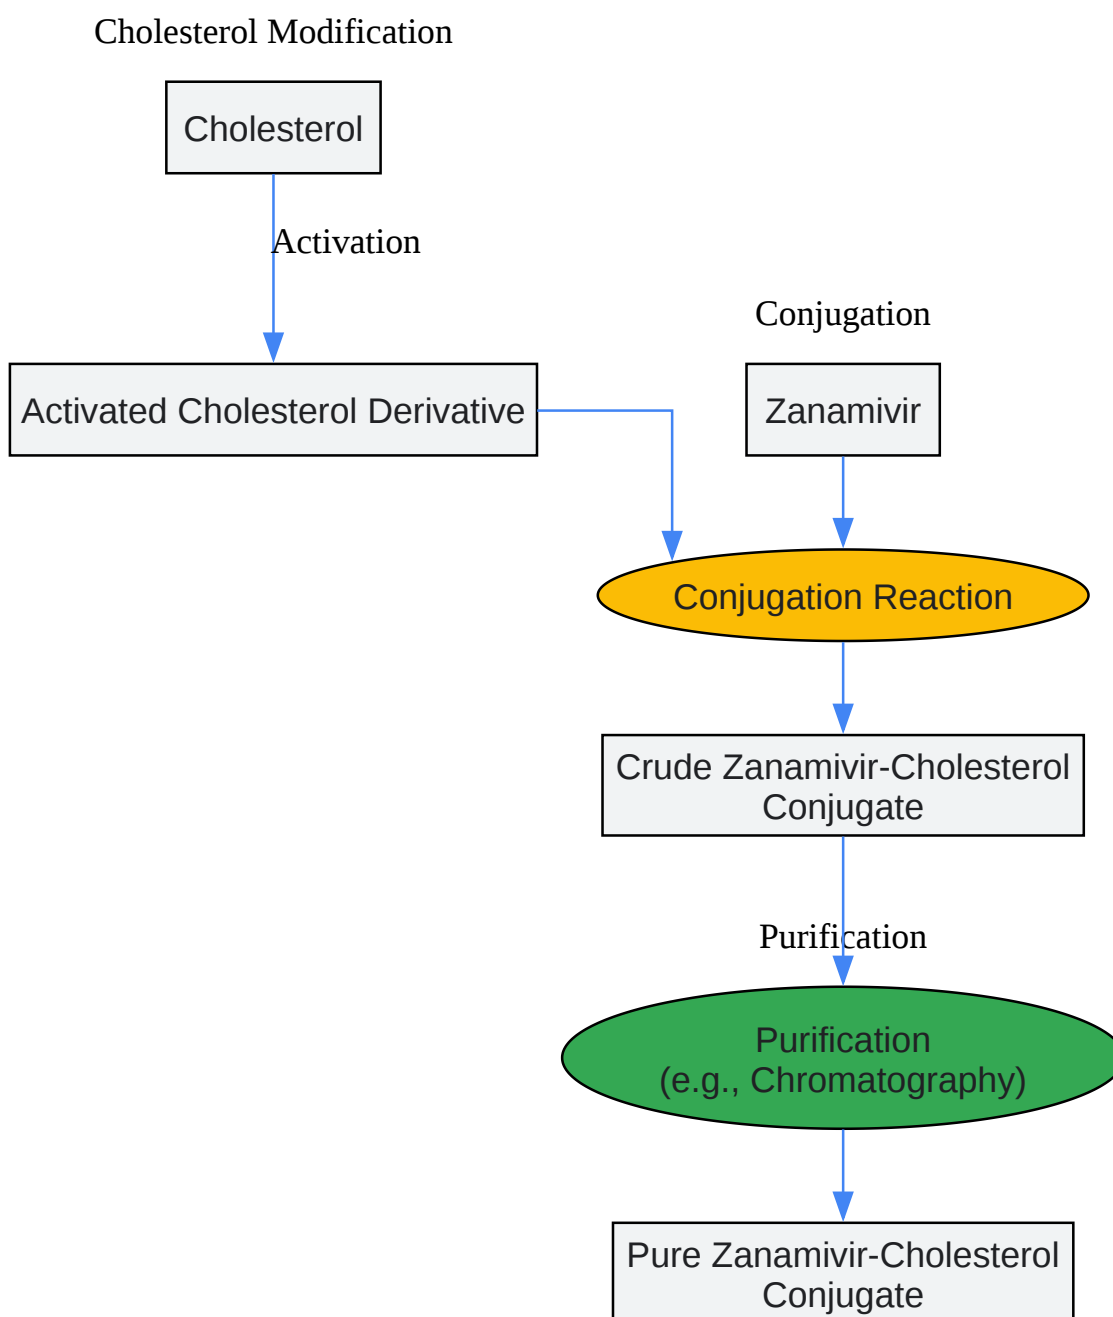 Cholesterol Modification
Cholesterol
Activation
Conjugation
Activated Cholesterol Derivative
Zanamivir
Conjugation Reaction
Crude Zanamivir-Cholesterol
Conjugate
Purification
Purification
(e.g., Chromatography)
Pure Zanamivir-Cholesterol
Conjugate